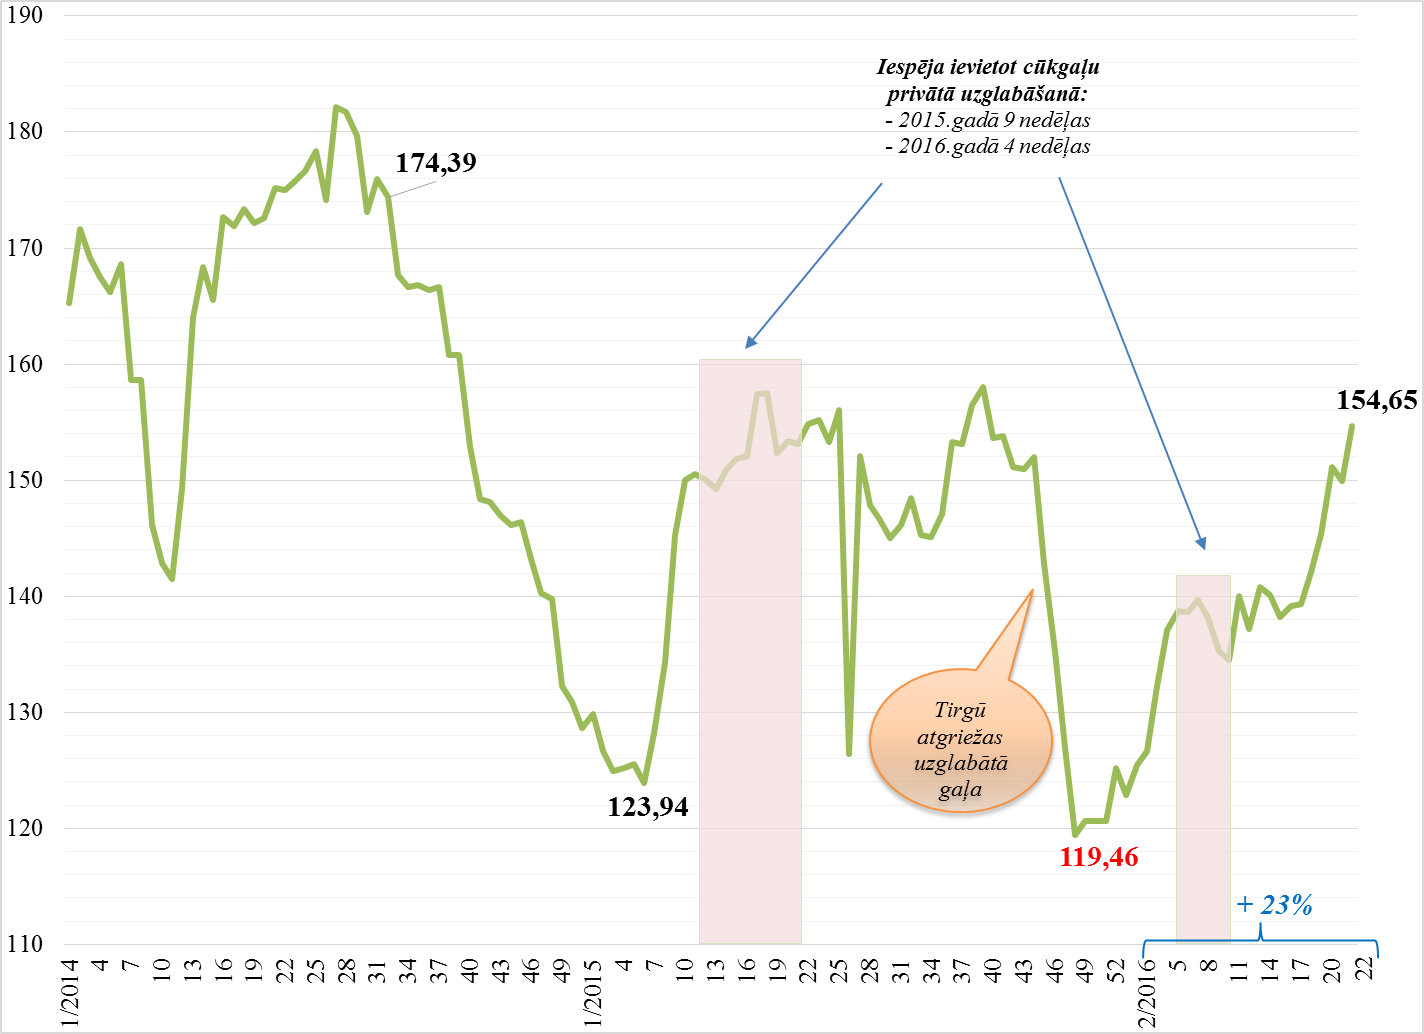 190
Iespēja ievietot cūkgaļu
privātā uzglabāšanā:
- 2015.gadā 9 nedēļas
- 2016.gadā 4 nedēļas
180
174,39
170
160
154,65
150
140
Tirgū
atgriežas
uzglabātā
gaļa
130
123,94
120
119,46
+ 23%
110
1/2014 4 7 10 13 16 19 22 25 28 31 34 37 40 43 46 49 1/2015 4 7 10 13 16 19 22 25 28 31 34 37 40 43 46 49 52 2/2016 5 8 11 14 17 20 22